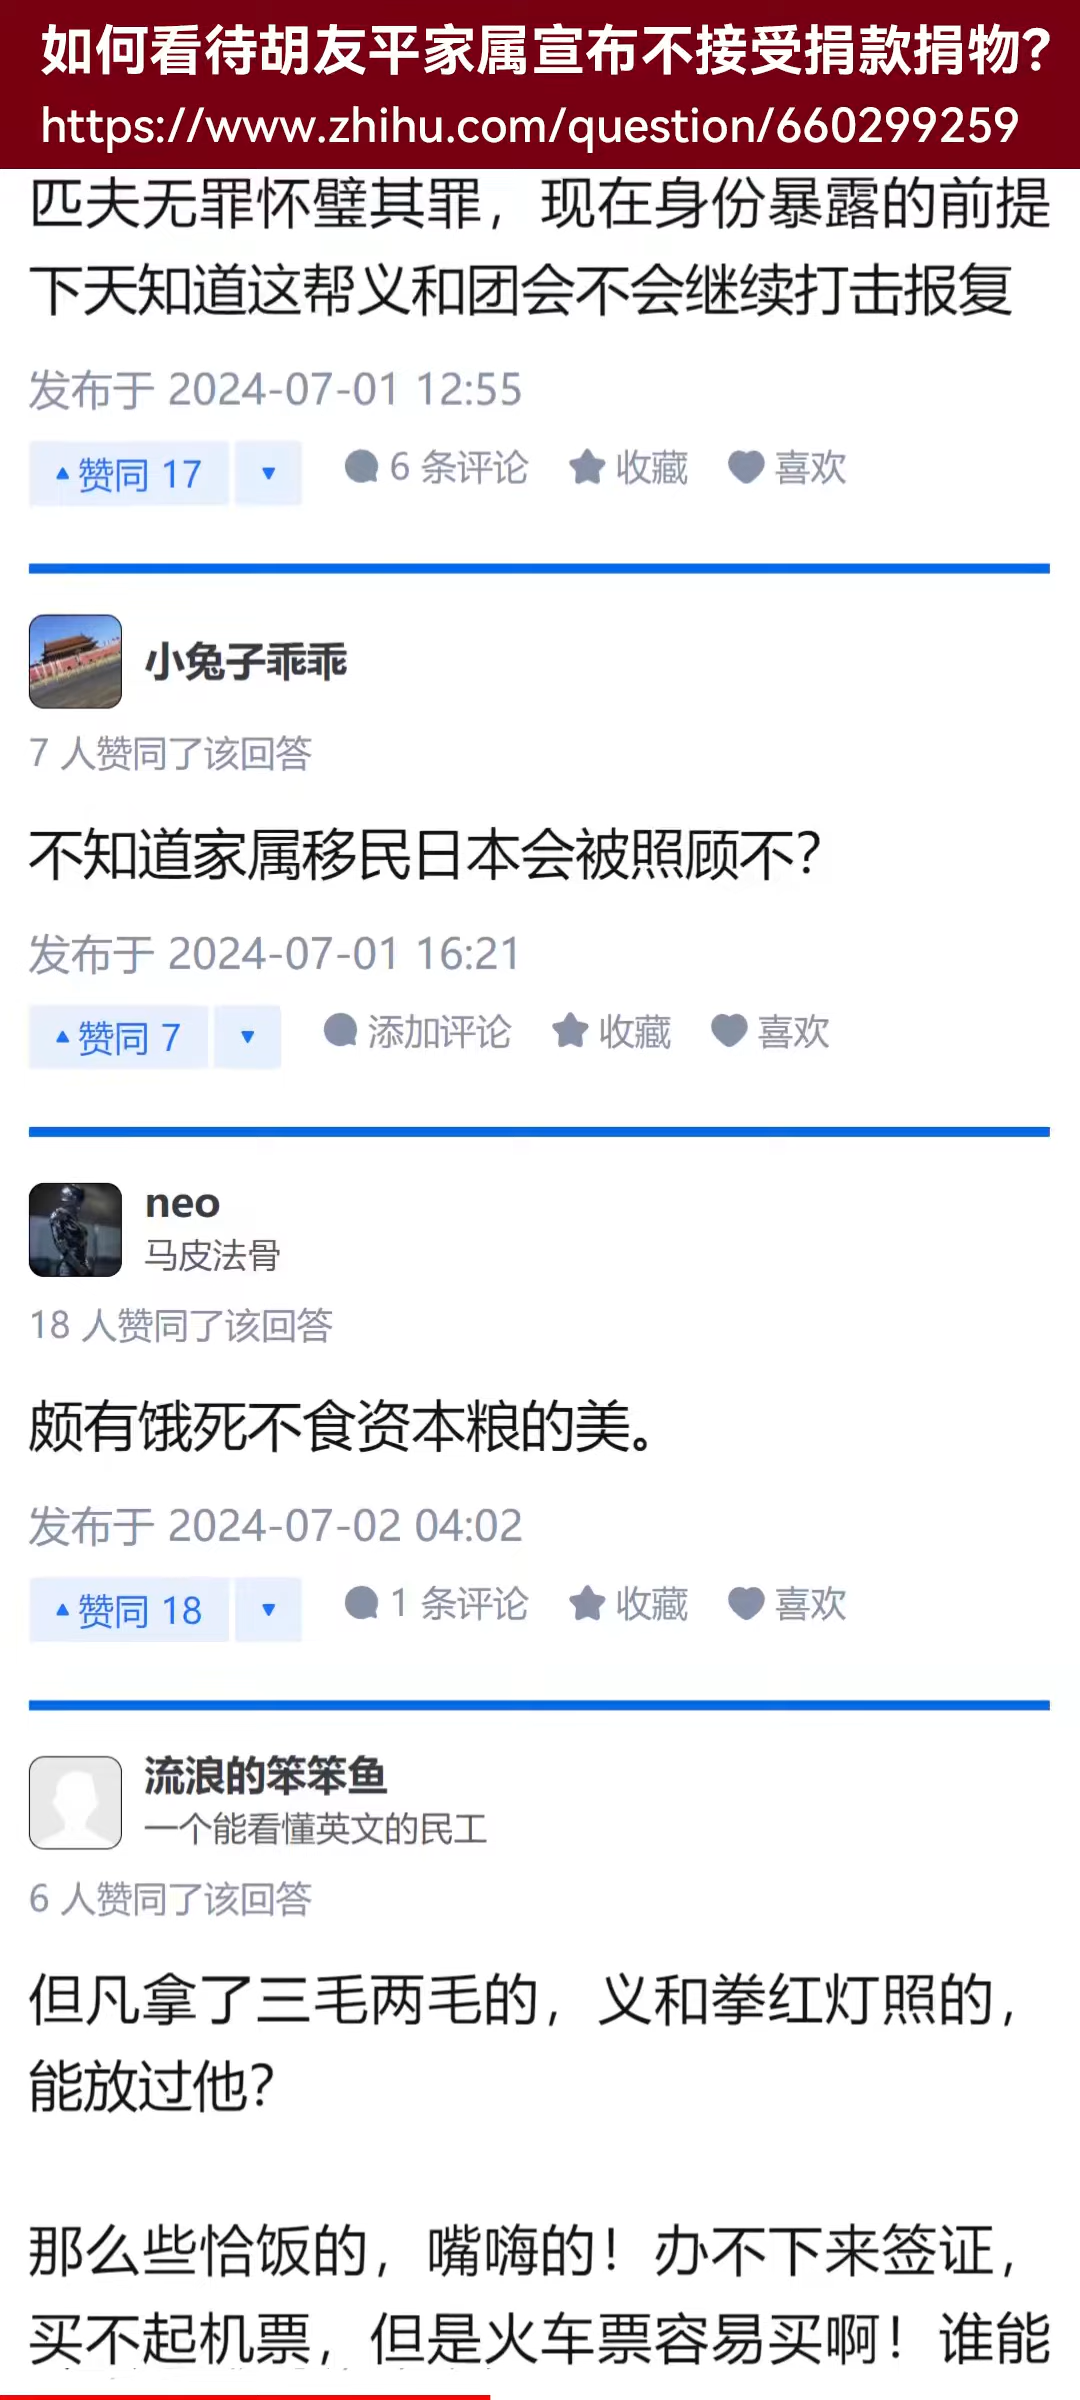 如何看待胡友平家属宣布不接受捐款捐物?
https://www.zhihu.com/question/660299259
匹夫无罪怀璧其罪，现在身份暴露的前提
下天知道这帮义和团会不会继续打击报复
发布于 2024-07-01 12:55
赞同 17 6 条评论 收藏 喜欢
小兔子乖乖
7 人赞同了该回答
不知道家属移民日本会被照顾不？
发布于 2024-07-01 16:21
赞同 7 添加评论 收藏 喜欢
neo
马皮法骨
18 人赞同了该回答
颇有饿死不食资本粮的美。
发布于 2024-07-02 04:02
赞同 18 1 条评论 收藏 喜欢
流浪的笨笨鱼
一个能看懂英文的民工
6 人赞同了该回答
但凡拿了三毛两毛的，义和拳红灯照的，
能放过他？
那么些恰饭的，嘴嗨的！办不下来签证，
买不起机票，但是火车票容易买啊！谁能